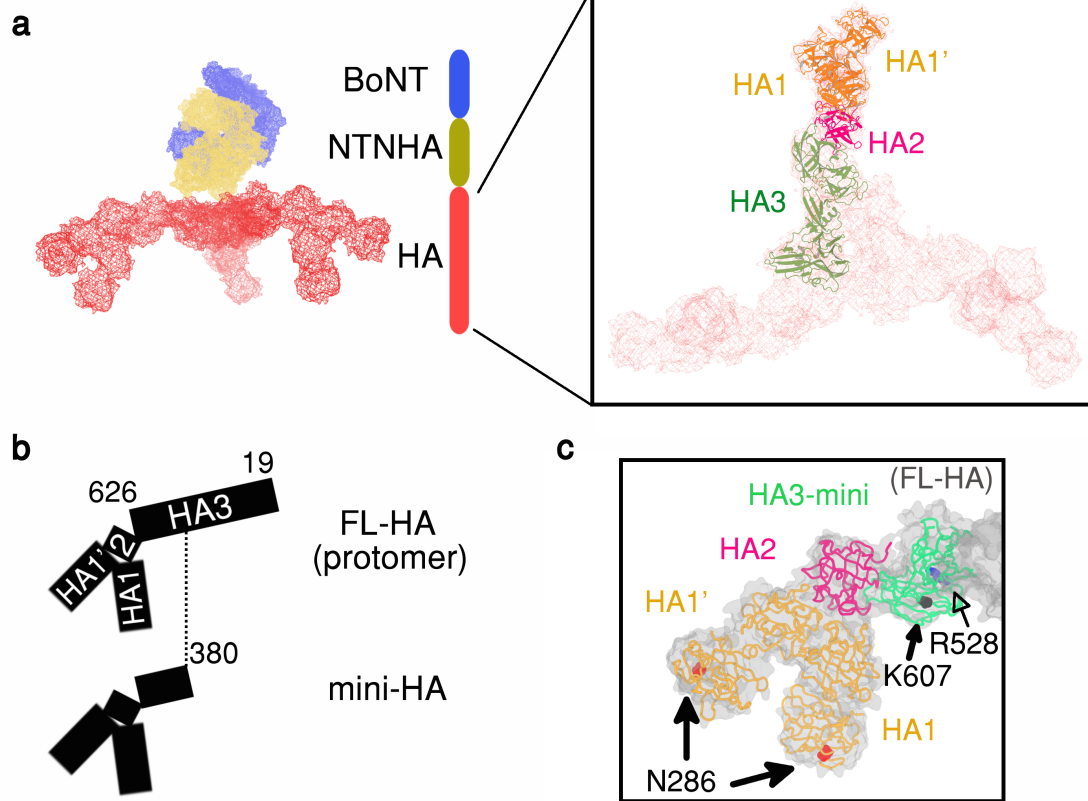 a
BoNT
NTNHA
HA
HA1
HA1’
HA2
HA3
b
19
626
HA3
2
HA1’
HA1
FL-HA
(protomer)
380
mini-HA
c
(FL-HA)
HA3-mini
HA2
HA1’
R528
K607
HA1
N286